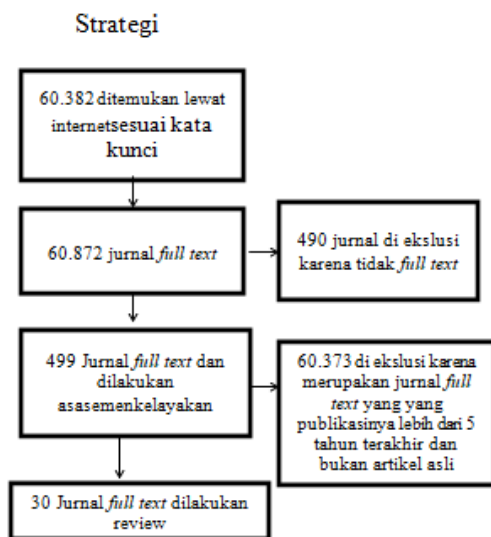 Strategi
60.382 ditemukan lewat
internetsesuai kata
kunci
60.872 jurnal full text
490 jurnal di ekslusi
karena tidak full text
499 Jurnal full text dan
dilakukan
asasemenkelayakan
60.373 di ekslusi karena
merupakan jurnal full
text yang yang
publikasinya lebih dari 5
tahun terakhir dan
bukan artikel asli
30 Jurnal full text dilakukan
review